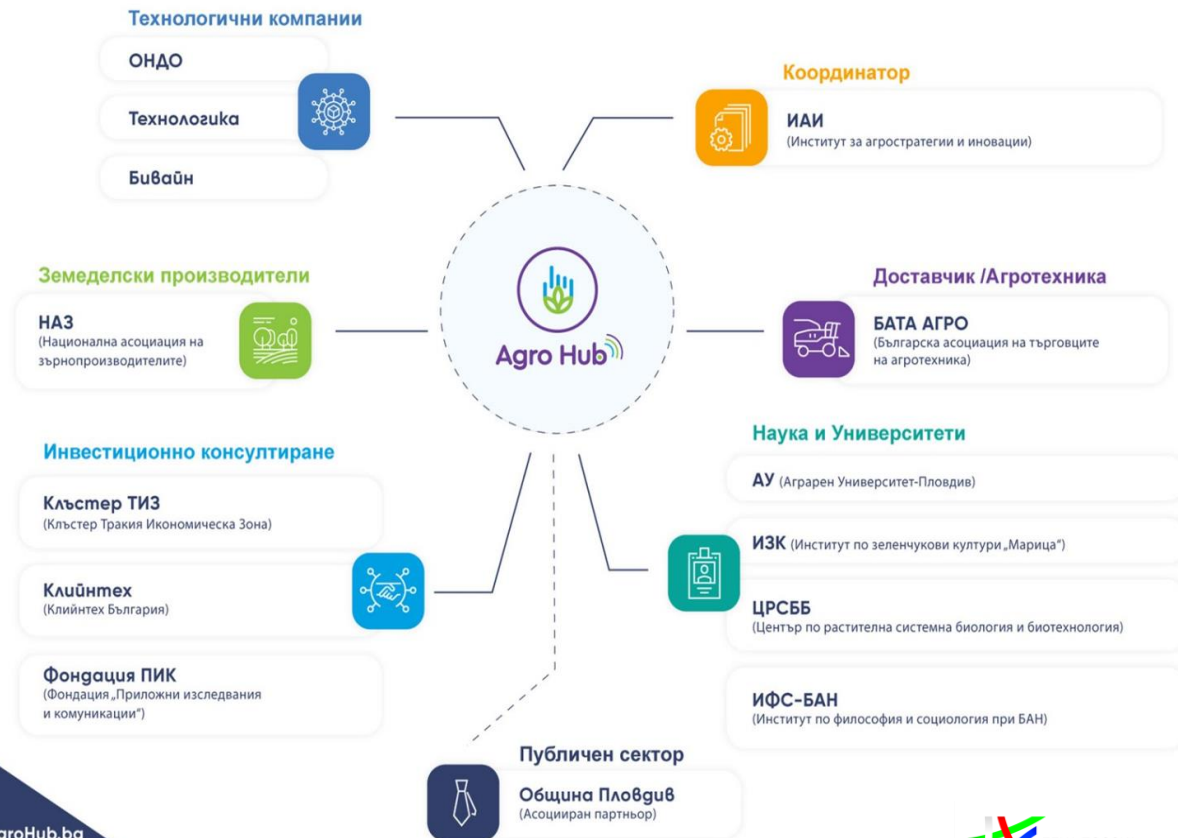 Технологични компании
ОНДО
Технологика
Бивайн
Координатор
ИАИ
(Институт за агростратегии и иновации)
Земеделски производители
НАЗ
(Национална асоциация на
зърнопроизводителите)
Agro Hub
Доставчик /Агротехника
БАТА АГРО
(Българска асоциация на търговците
на агротехника)
Инвестиционно консултиране
Клъстер ТИЗ
(Клъстер Тракия Икономическа Зона)
Клийнтех
(Клийнтех България)
Фондация ПИК
(Фондация „Приложни изследвания
и комуникации“)
Наука и Университети
АУ (Аграрен Университет-Пловдив)
ИЗК (Институт по зеленчукови култури „Марица“)
ЦРСББ
(Център по растителна системна биология и биотехнология)
ИФС-БАН
(Институт по философия и социология при БАН)
Публичен сектор
Община Пловдив
(Асоцииран партньор)
groHub.bg